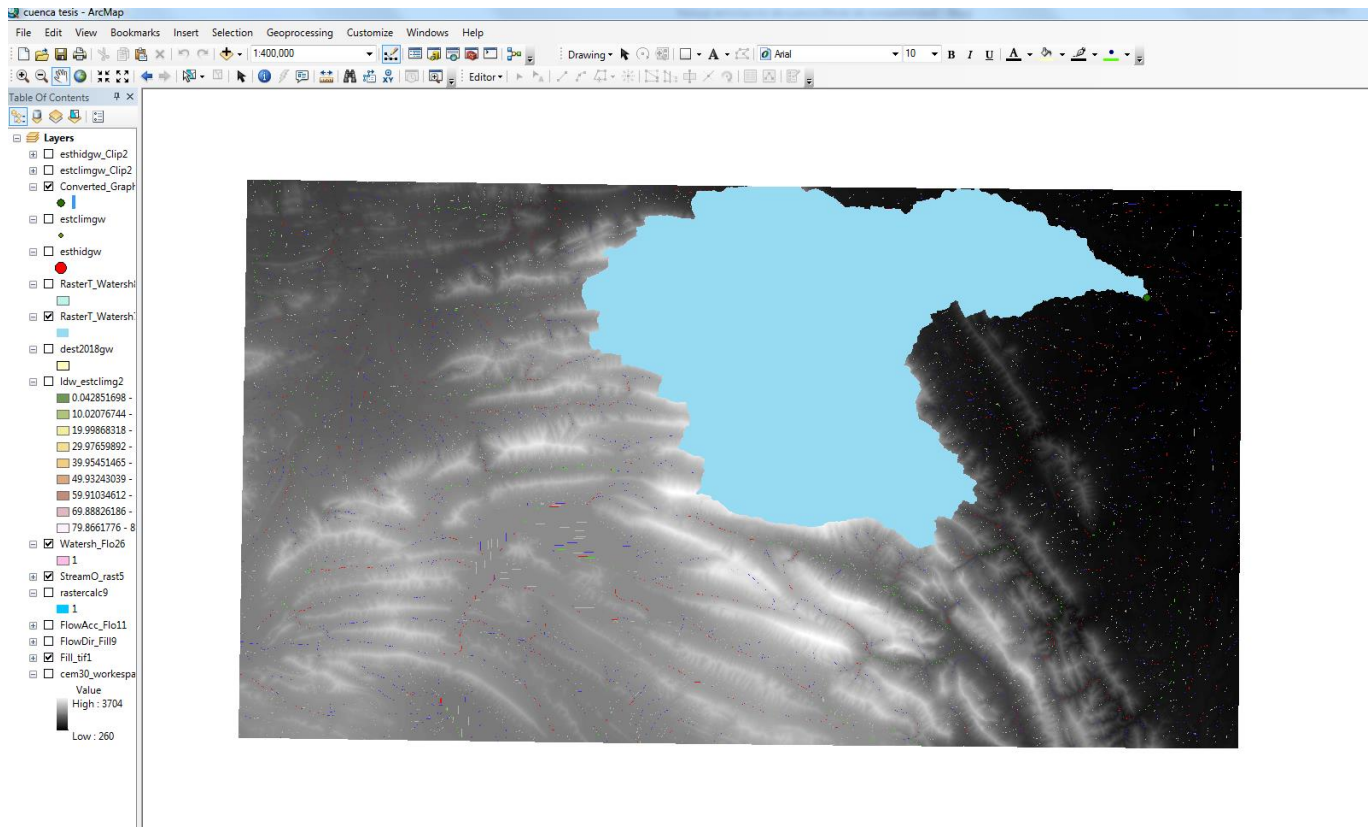 cuenca tesis - ArcMap
File Edit View Bookmarks Insert Selection Geoprocessing Customize Windows Help
1:400,000 Drawing A Arial 10 B I U A
Editor
Table Of Contents
Layers
esthidgw_Clip2
estclimgw_Clip2
Converted_Graph
estclimgw
esthidgw
RasterT_Watersh
RasterT_Watersh
dest2018gw
Idw_estclimg2
0.042851698 -
10.02076744 -
19.99868318 -
29.97659892 -
39.95451465 -
49.93243039 -
59.91034612 -
69.88826186 -
79.8661776 - 8
Watersh_Flo26
1
StreamO_rast5
rastercalc9
1
FlowAcc_Flo11
FlowDir_Fill9
Fill_tif1
cem30_workespa
Value
High : 3704
Low : 260